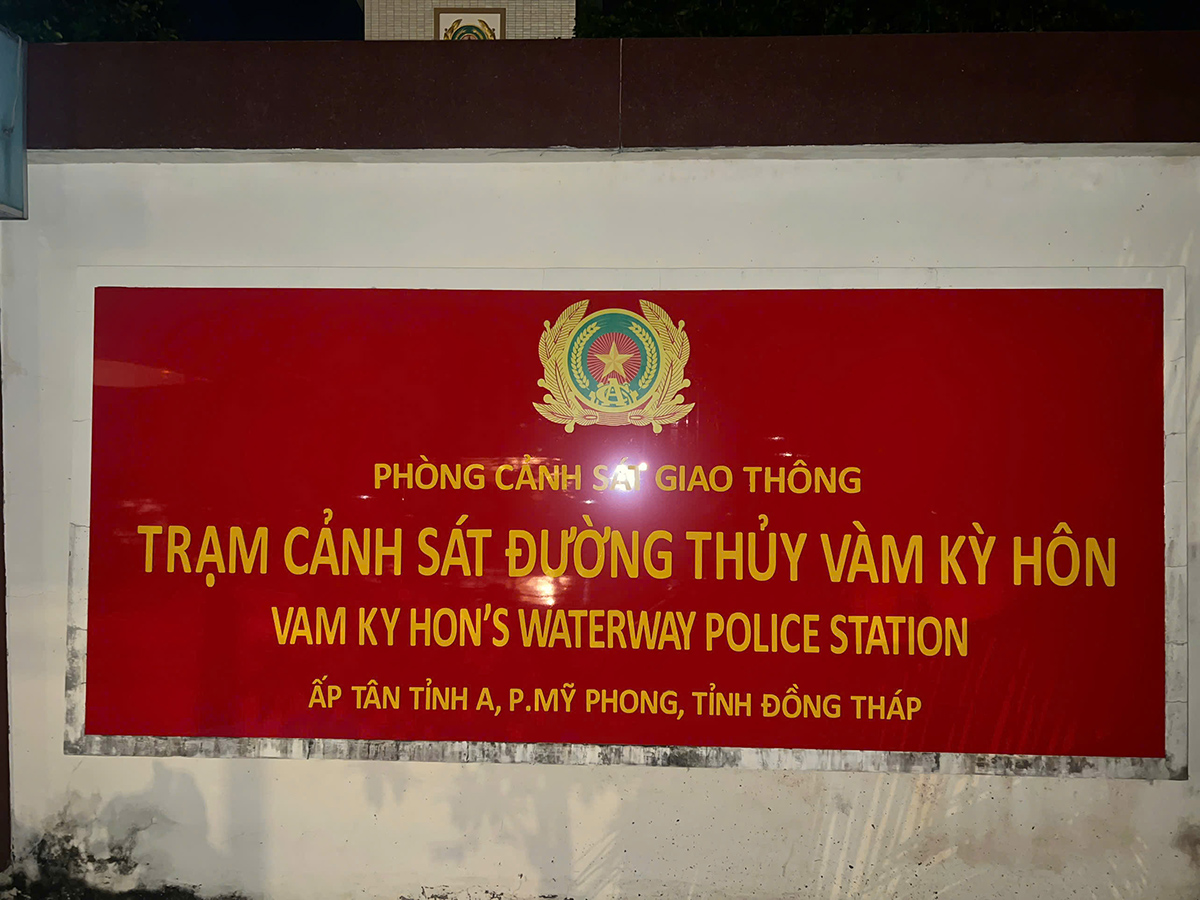 PHÒNG CẢNH SÁT GIAO THÔNG
TRẠM CẢNH SÁT ĐƯỜNG THỦY VÀM KỲ HÔN
VAM KY HON'S WATERWAY POLICE STATION
ẤP TÂN TỈNH A, P.MỸ PHONG, TỈNH ĐỒNG THÁP